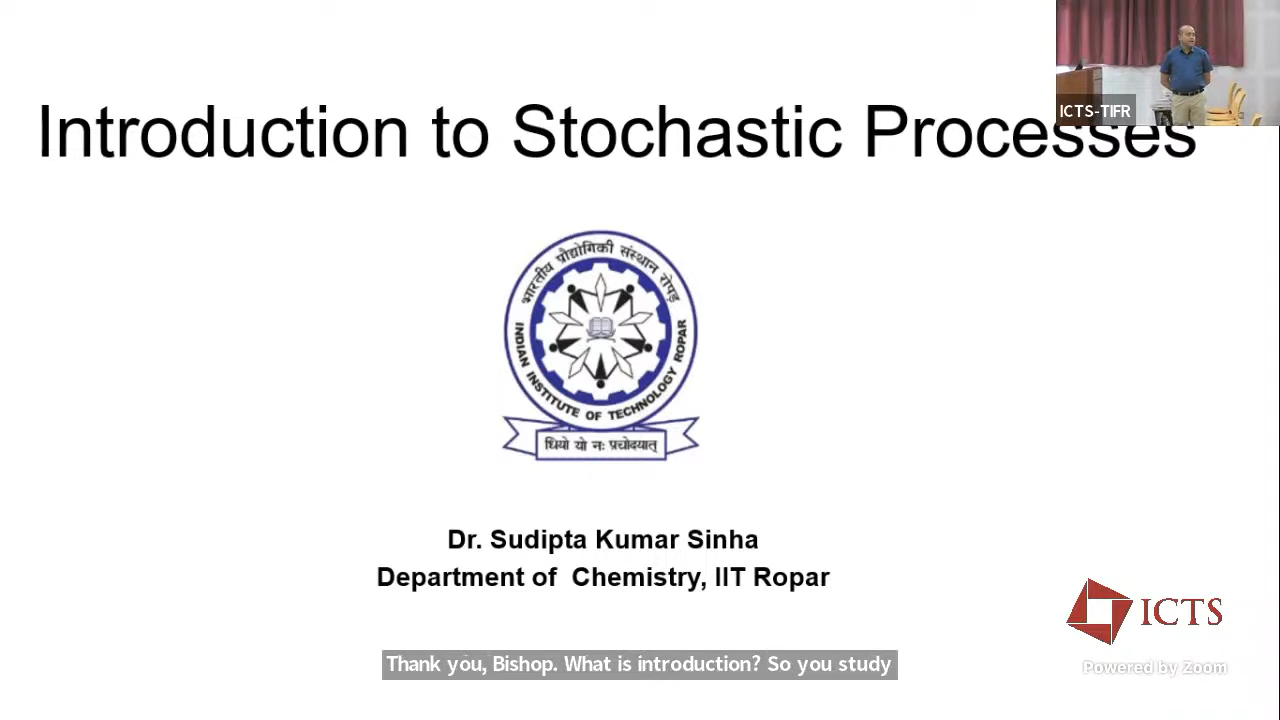 Introduction to Stochastic Processes
ICTS-TIFR
भारतीय प्रौद्योगिकी संस्थान रोपड़
INDIAN INSTITUTE OF TECHNOLOGY ROPAR
धियो यो नः प्रचोदयात्
Dr. Sudipta Kumar Sinha
Department of Chemistry, IIT Ropar
ICTS
Powered by Zoom
Thank you, Bishop. What is introduction? So you study